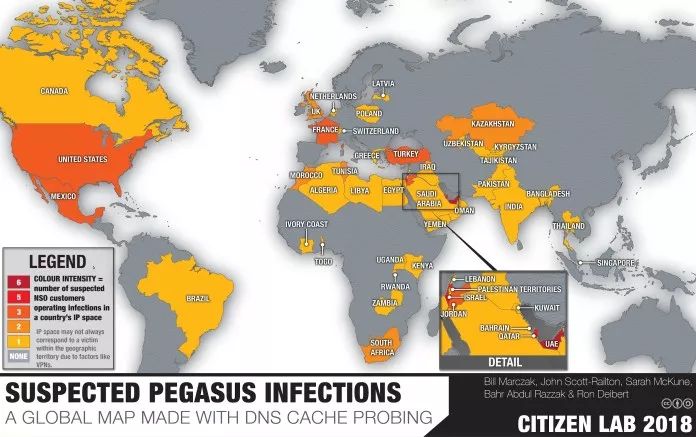 CANADA
UNITED STATES
MEXICO
BRAZIL
LATVIA
NETHERLANDS
UK
POLAND
FRANCE
SWITZERLAND
GREECE
TURKEY
KAZAKHSTAN
UZBEKISTAN
KYRGYZSTAN
TAJIKISTAN
MOROCCO
TUNISIA
ALGERIA
LIBYA
EGYPT
IRAQ
SAUDI
ARABIA
OMAN
YEMEN
PAKISTAN
BANGLADESH
INDIA
THAILAND
SINGAPORE
IVORY COAST
TOGO
UGANDA
KENYA
RWANDA
ZAMBIA
SOUTH
AFRICA
LEBANON
PALESTINIAN TERRITORIES
ISRAEL
JORDAN
KUWAIT
BAHRAIN
QATAR
UAE
DETAIL
LEGEND
6
5
3
2
1
NONE
COLOUR INTENSITY =
number of suspected
NSO customers
operating infections in
a country's IP space
IP space may not always
correspond to a victim
within the geographic
territory due to factors like
VPNs.
SUSPECTED PEGASUS INFECTIONS
A GLOBAL MAP MADE WITH DNS CACHE PROBING
Bill Marczak, John Scott-Railton, Sarah McKune,
Bahr Abdul Razzak & Ron Deibert
CITIZEN LAB 2018